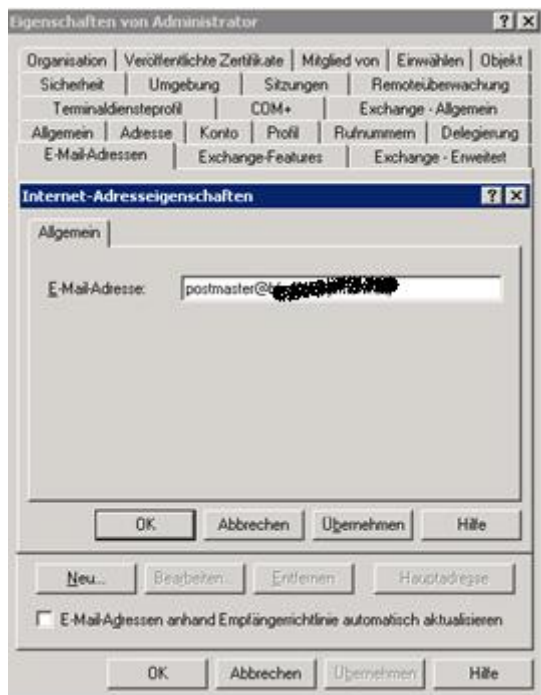 Eigenschaften von Administrator
Organisation Veröffentlichte Zertifikate Mitglied von Einwählen Objekt
Sicherheit Umgebung Sitzungen Remoteüberwachung
Terminaldiensteprofil COM+ Exchange - Allgemein
Allgemein Adresse Konto Profil Rufnummern Delegierung
E-Mail-Adressen Exchange-Features Exchange - Erweitert
Internet-Adresseigenschaften
Allgemein
E-Mail-Adresse: postmaster@
OK Abbrechen Übernehmen Hilfe
Neu... Bearbeiten... Entfernen Hauptadresse
E-Mail-Adressen anhand Empfängerrichtlinie automatisch aktualisieren
OK Abbrechen Übernehmen Hilfe